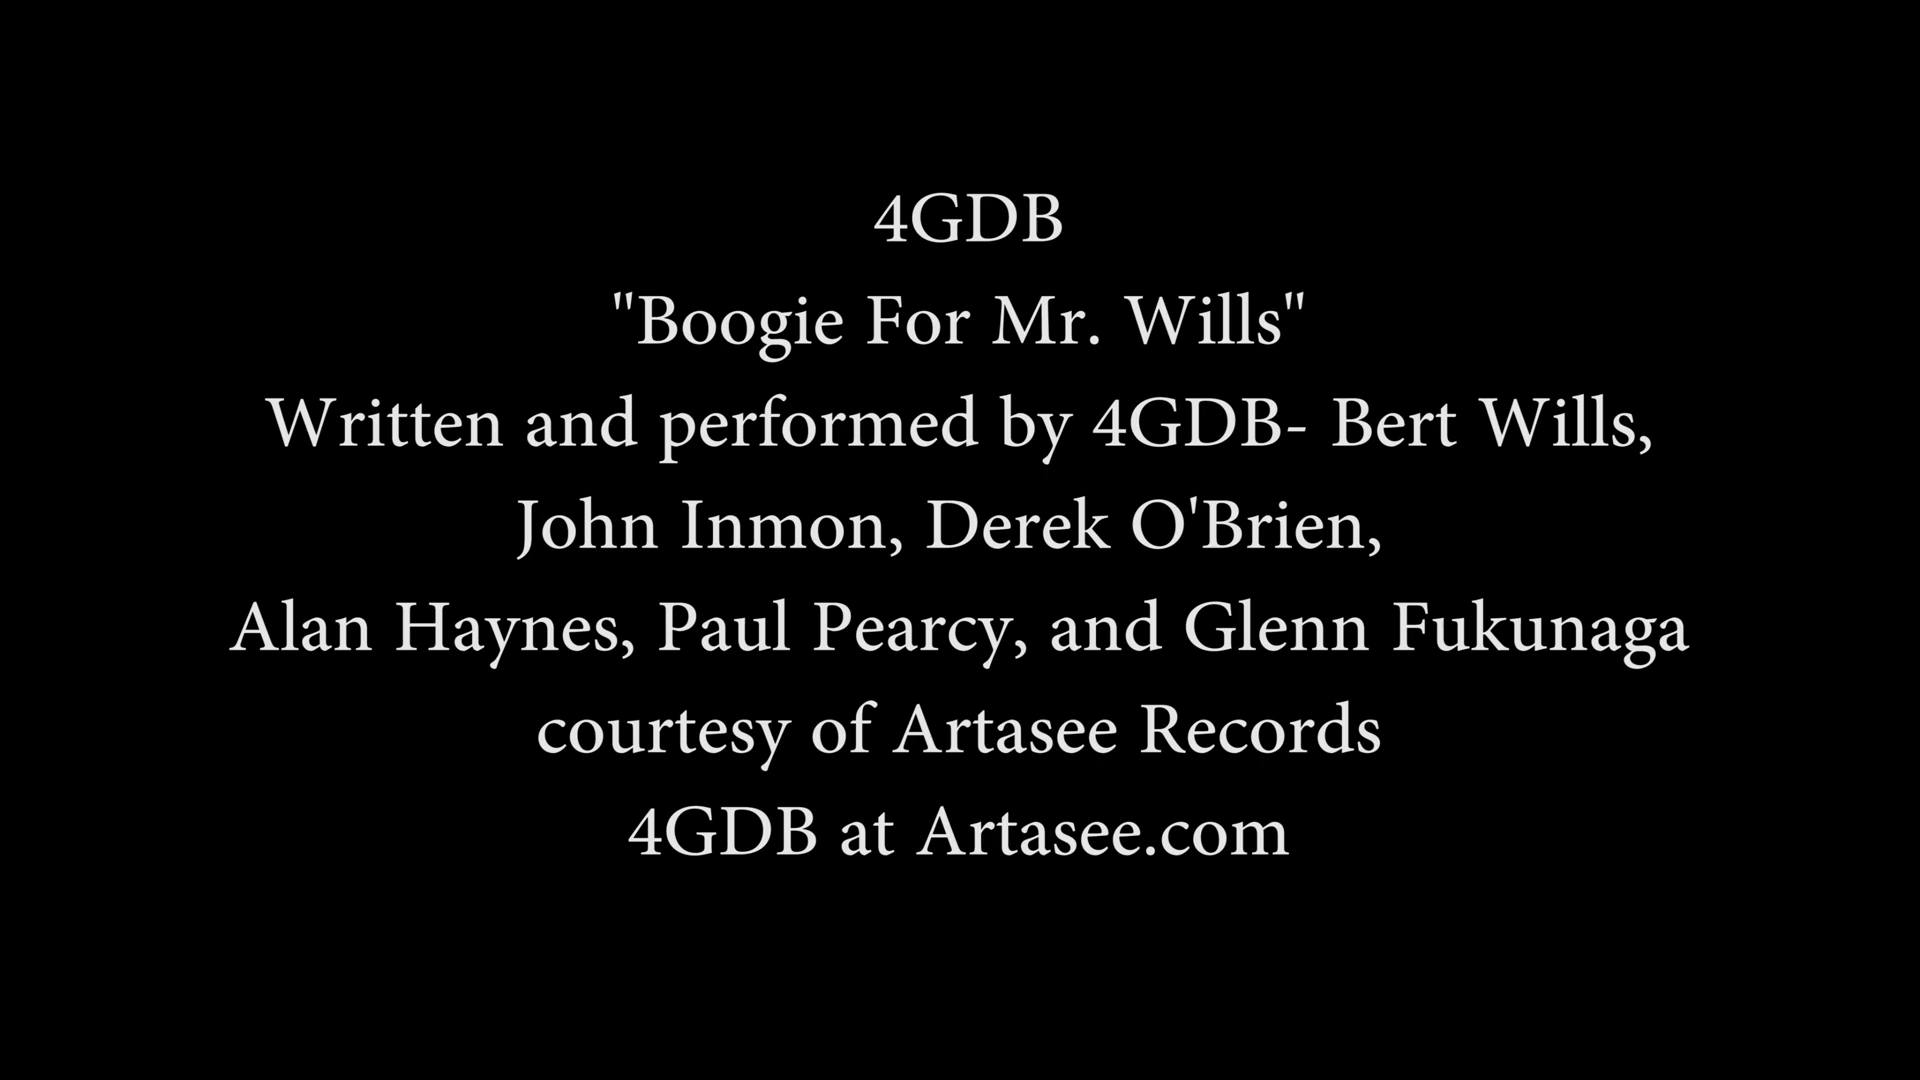 4GDB
"Boogie For Mr. Wills"
Written and performed by 4GDB- Bert Wills,
John Inmon, Derek O'Brien,
Alan Haynes, Paul Pearcy, and Glenn Fukunaga
courtesy of Artasee Records
4GDB at Artasee.com